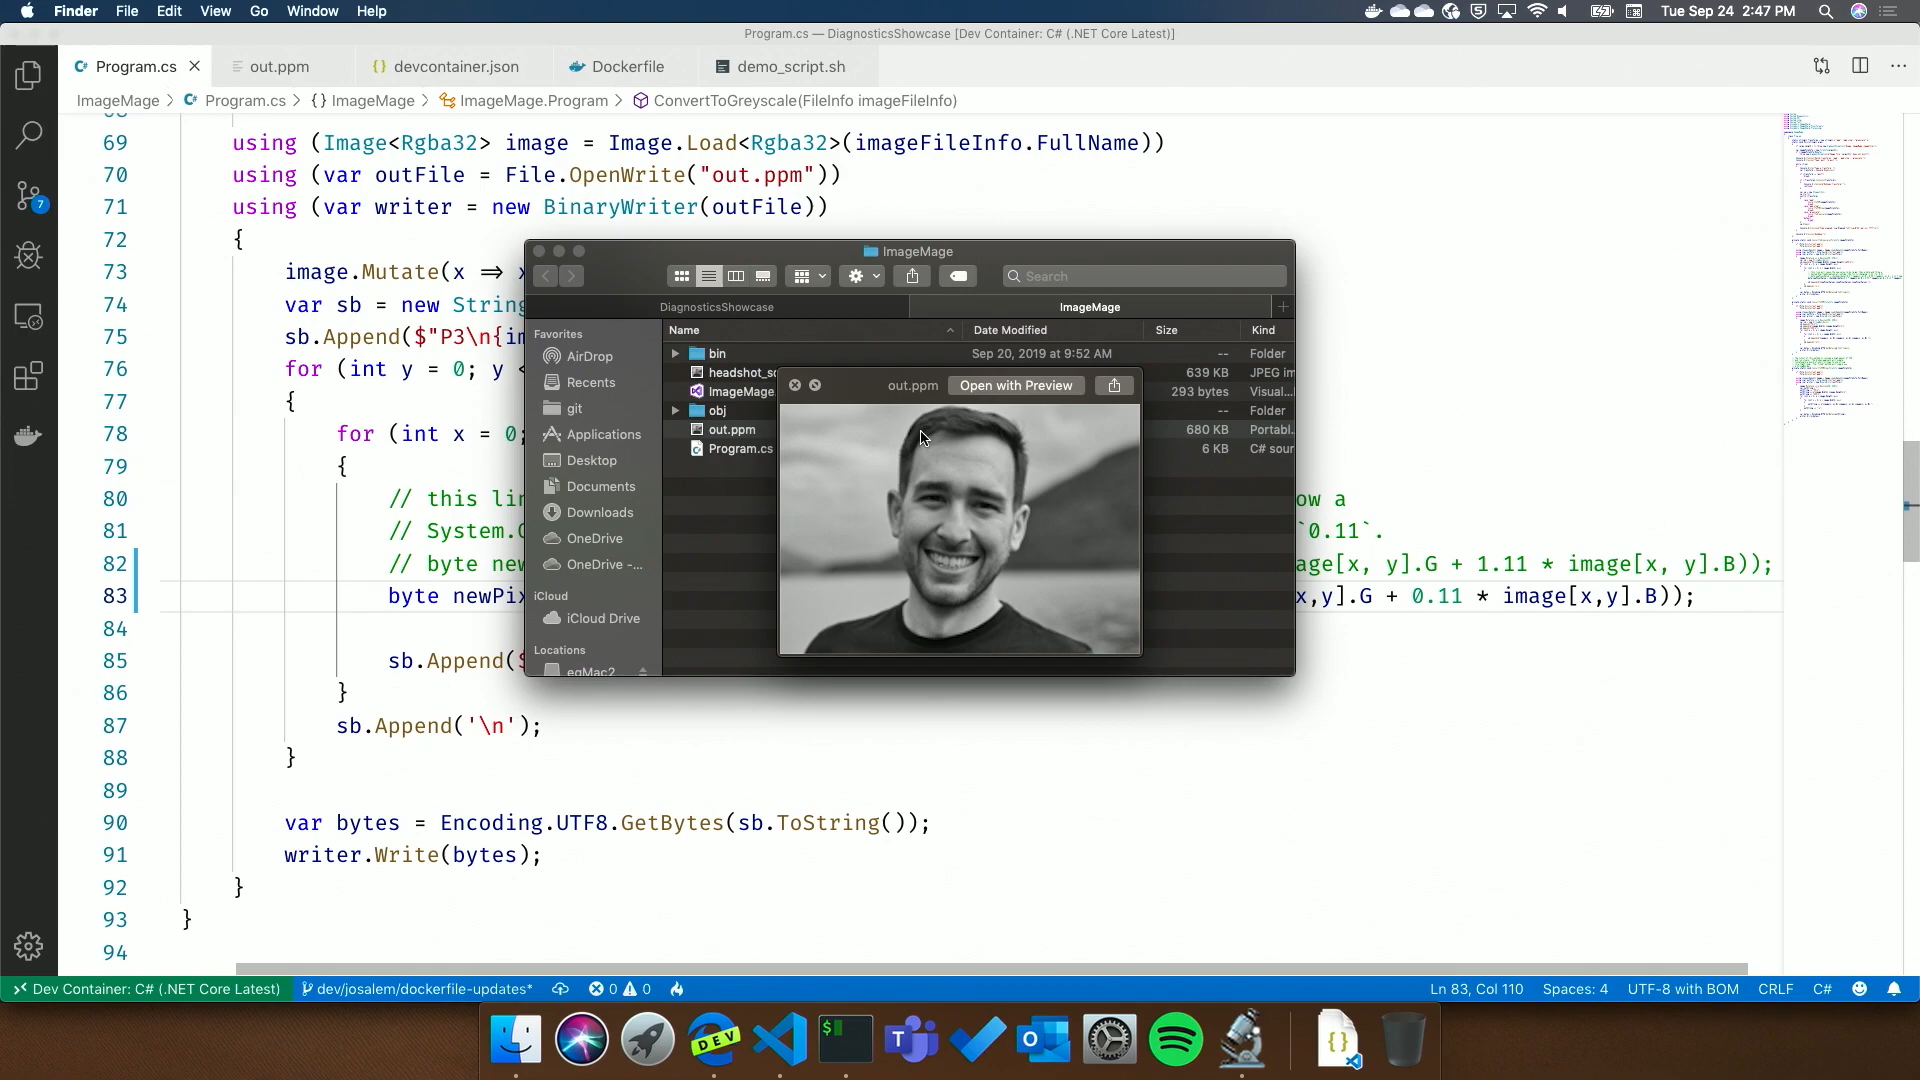 Finder File Edit View Go Window Help
Tue Sep 24 2:47 PM
Program.cs — DiagnosticsShowcase [Dev Container: C# (.NET Core Latest)]
Program.cs
out.ppm
devcontainer.json
Dockerfile
demo_script.sh
ImageMage > Program.cs > {} ImageMage > ImageMage.Program > ConvertToGreyscale(FileInfo imageFileInfo)
69 using (Image<Rgba32> image = Image.Load<Rgba32>(imageFileInfo.FullName))
70 using (var outFile = File.OpenWrite("out.ppm"))
71 using (var writer = new BinaryWriter(outFile))
72 {
73 image.Mutate(x =>
74 var sb = new String
75 sb.Append($"P3\n{im
76 for (int y = 0; y <
77 {
78 for (int x = 0;
79 {
80 // this lin ow a
81 // System. `0.11`.
82 // byte new age[x, y].G + 1.11 * image[x, y].B));
83 byte newPix x,y].G + 0.11 * image[x,y].B));
84
85 sb.Append($
86 }
87 sb.Append('\n');
88 }
89
90 var bytes = Encoding.UTF8.GetBytes(sb.ToString());
91 writer.Write(bytes);
92 }
93 }
94
7
ImageMage
Search
DiagnosticsShowcase
ImageMage
Favorites
AirDrop
Recents
git
Applications
Desktop
Documents
Downloads
OneDrive
OneDrive -...
iCloud
iCloud Drive
Locations
egMac2
Name Date Modified Size Kind
bin Sep 20, 2019 at 9:52 AM -- Folder
headshot_sq 639 KB JPEG im
ImageMage 293 bytes Visual...l
obj -- Folder
out.ppm 680 KB Portabl.
Program.cs 6 KB C# sour
out.ppm
Open with Preview
Dev Container: C# (.NET Core Latest)
dev/josalem/dockerfile-updates*
0 0
Ln 83, Col 110
Spaces: 4
UTF-8 with BOM
CRLF
C#
DEV